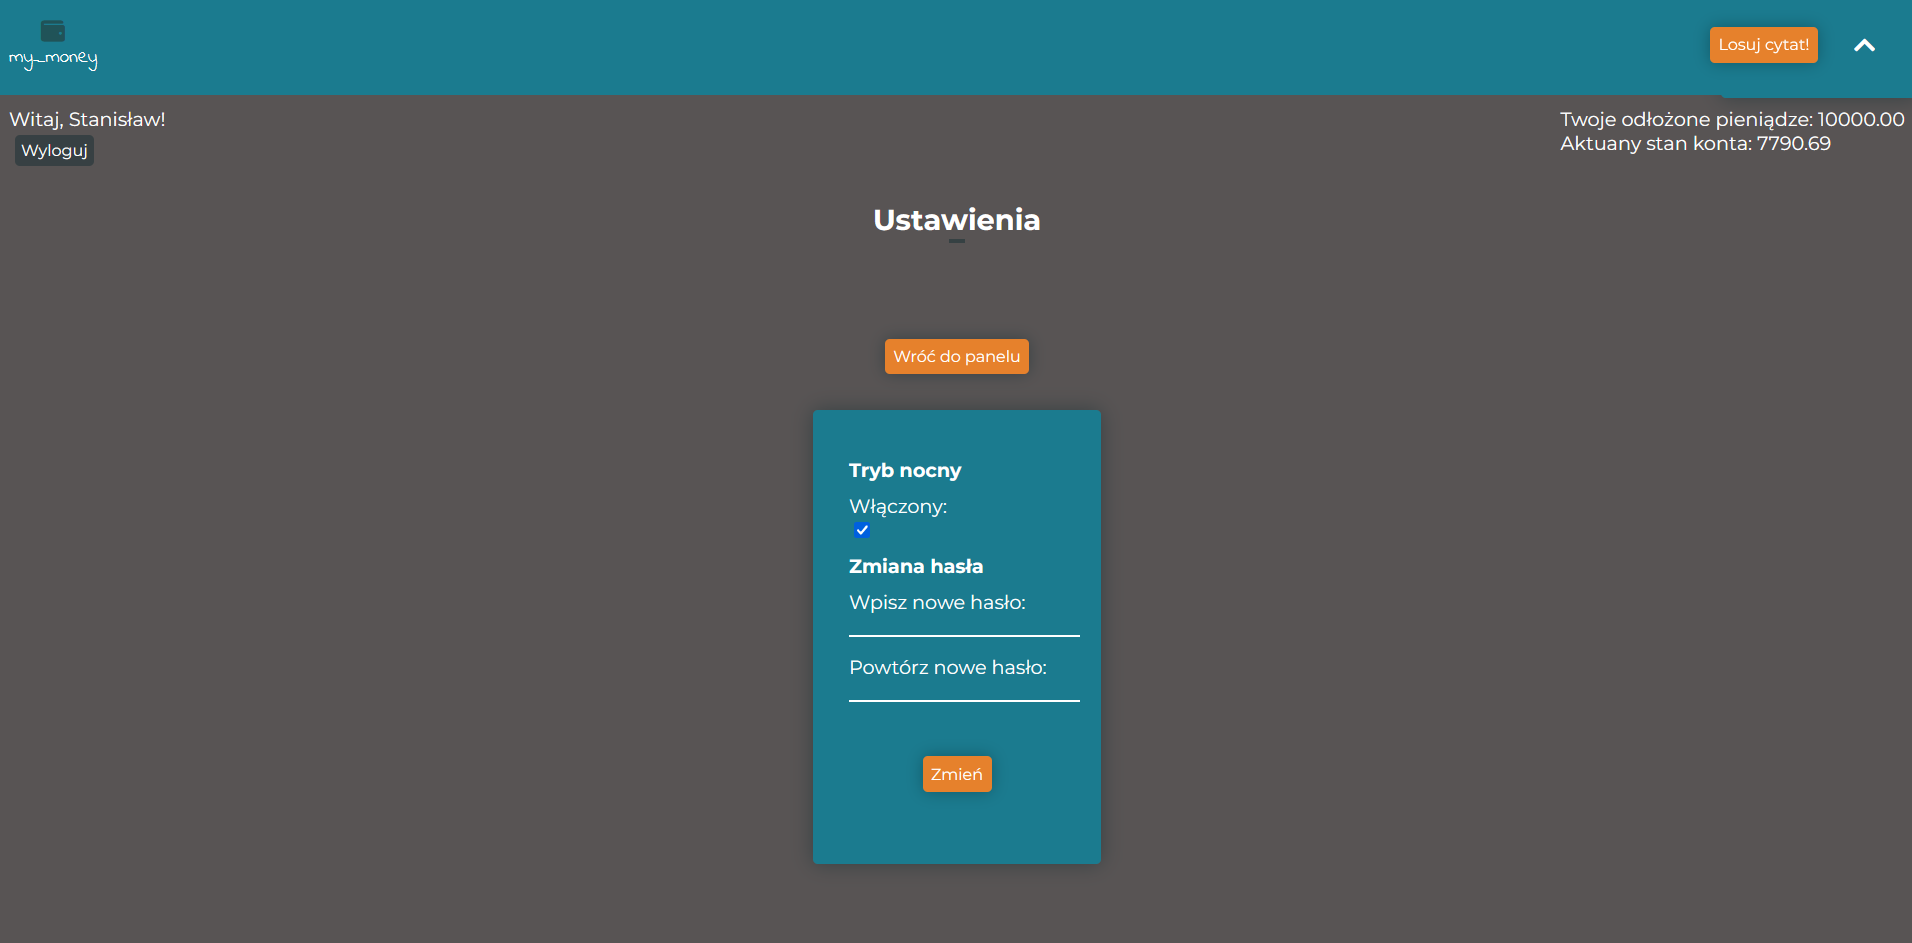 my_money
Losuj cytat!
Witaj, Stanisław!
Wyloguj
Twoje odłożone pieniądze: 10000.00
Aktuany stan konta: 7790.69
Ustawienia
Wróć do panelu
Tryb nocny
Włączony:
Zmiana hasła
Wpisz nowe hasło:
Powtórz nowe hasło:
Zmień